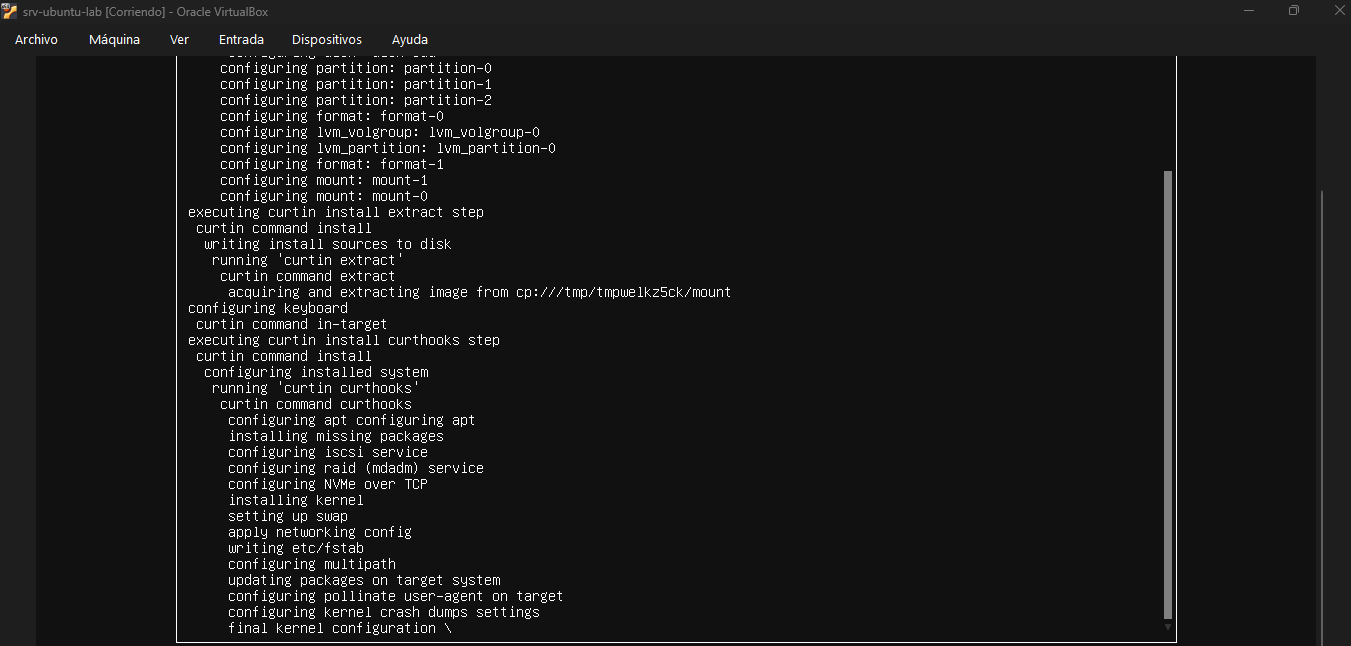 srv-ubuntu-lab [Corriendo] - Oracle VirtualBox
Archivo Máquina Ver Entrada Dispositivos Ayuda
configuring partition: partition-0
configuring partition: partition-1
configuring partition: partition-2
configuring format: format-0
configuring lvm_volgroup: lvm_volgroup-0
configuring lvm_partition: lvm_partition-0
configuring format: format-1
configuring mount: mount-1
configuring mount: mount-0
executing curtin install extract step
curtin command install
writing install sources to disk
running 'curtin extract'
curtin command extract
acquiring and extracting image from cp:///tmp/tmpwelkz5ck/mount
configuring keyboard
curtin command in-target
executing curtin install curthooks step
curtin command install
configuring installed system
running 'curtin curthooks'
curtin command curthooks
configuring apt configuring apt
installing missing packages
configuring iscsi service
configuring raid (mdadm) service
configuring NVMe over TCP
installing kernel
setting up swap
apply networking config
writing etc/fstab
configuring multipath
updating packages on target system
configuring pollinate user-agent on target
configuring kernel crash dumps settings
final kernel configuration \